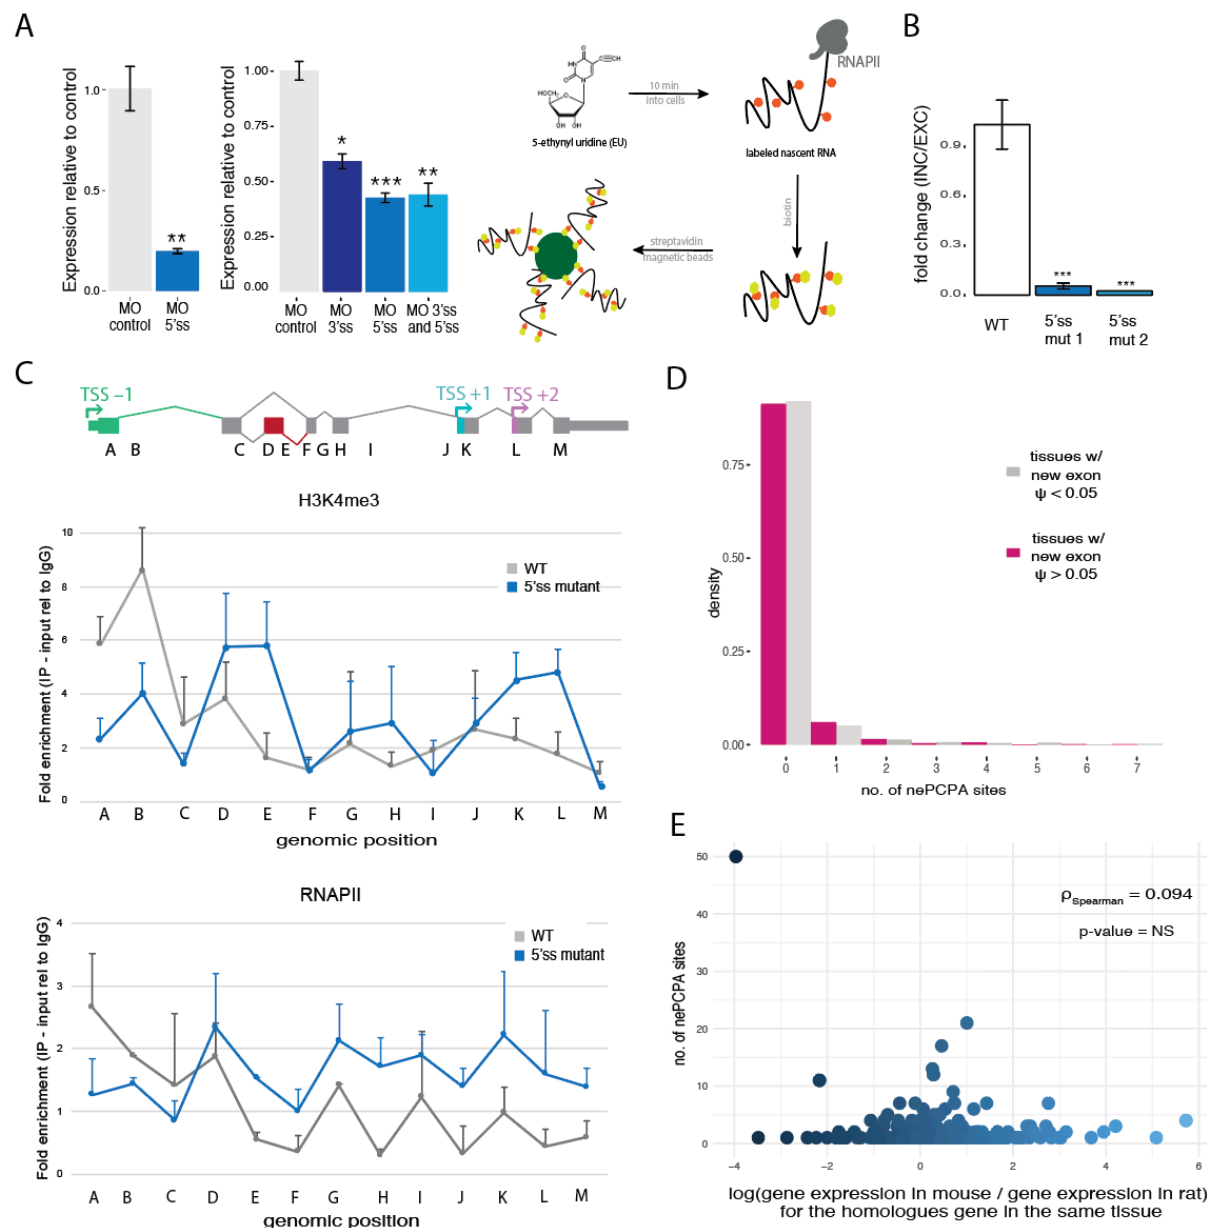 A
Expression relative to control
1.0
0.5
0.0
**
MO
control
MO
5'ss
Expression relative to control
1.00
0.75
0.50
0.25
0.00
*
***
**
MO
control
MO
3'ss
MO
5'ss
MO 3'ss
and 5'ss
HN
O
O
N
C≡CH
HOH₂C
O
OH OH
5-ethynyl uridine (EU)
10 min
into cells
RNAPII
labeled nascent RNA
biotin
streptavidin
magnetic beads
B
fold change (INC/EXC)
0.9
0.6
0.3
0.0
***
***
WT
5'ss
mut 1
5'ss
mut 2
C
TSS –1
TSS +1
TSS +2
A B C D E F G H I J K L M
H3K4me3
Fold enrichment (IP - input rel to IgG)
10
8
6
4
2
0
WT
5'ss mutant
A B C D E F G H I J K L M
genomic position
RNAPII
Fold enrichment (IP - input rel to IgG)
4
3
2
1
0
WT
5'ss mutant
A B C D E F G H I J K L M
genomic position
D
density
0.75
0.50
0.25
0.00
tissues w/
new exon
ψ < 0.05
tissues w/
new exon
ψ > 0.05
0 1 2 3 4 5 6 7
no. of nePCPA sites
E
no. of nePCPA sites
50
40
30
20
10
0
ρSpearman = 0.094
p-value = NS
–4 –2 0 2 4 6
log(gene expression in mouse / gene expression in rat)
for the homologues gene in the same tissue